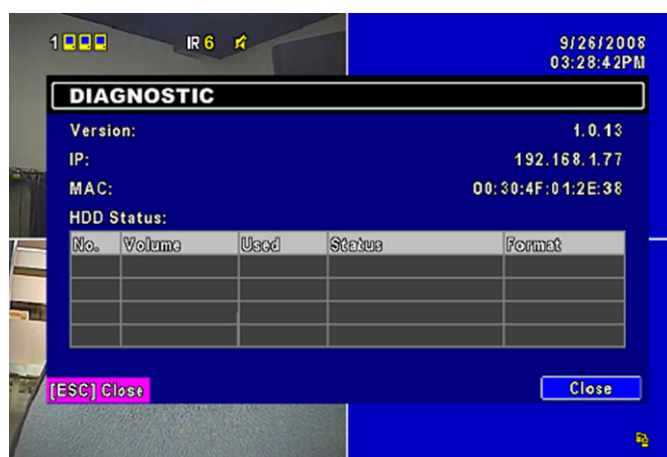 1 IR 6 9/26/2008
03:28:42PM
DIAGNOSTIC
Version: 1.0.13
IP: 192.168.1.77
MAC: 00:30:4F:01:2E:38
HDD Status:
No. Volume Used Status Format
[ESC] Close Close